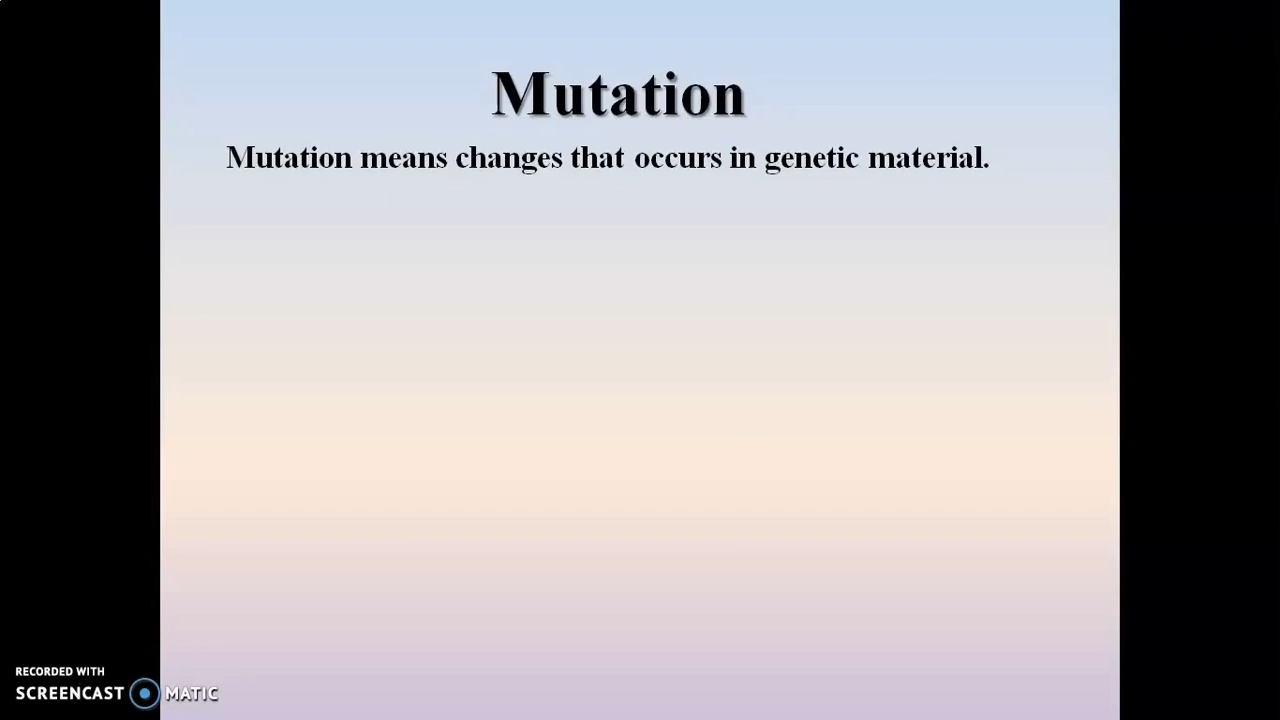 Mutation
Mutation means changes that occurs in genetic material.
RECORDED WITH
SCREENCAST MATIC